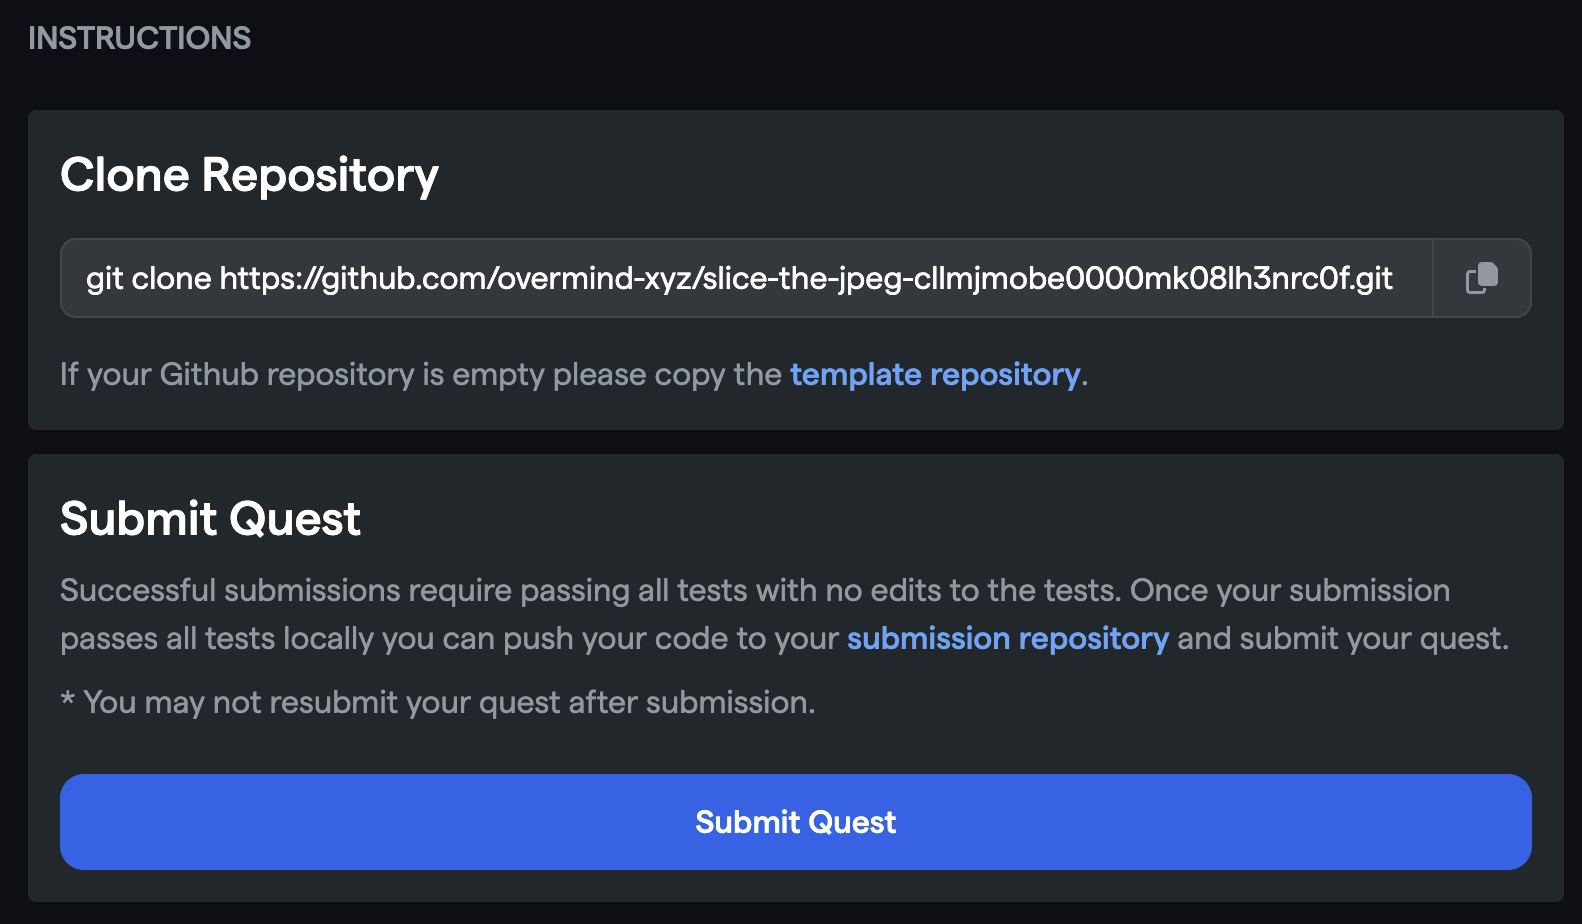 INSTRUCTIONS
Clone Repository
git clone https://github.com/overmind-xyz/slice-the-jpeg-cllmjmobe0000mk08lh3nrc0f.git
If your Github repository is empty please copy the template repository.
Submit Quest
Successful submissions require passing all tests with no edits to the tests. Once your submission
passes all tests locally you can push your code to your submission repository and submit your quest.
* You may not resubmit your quest after submission.
Submit Quest